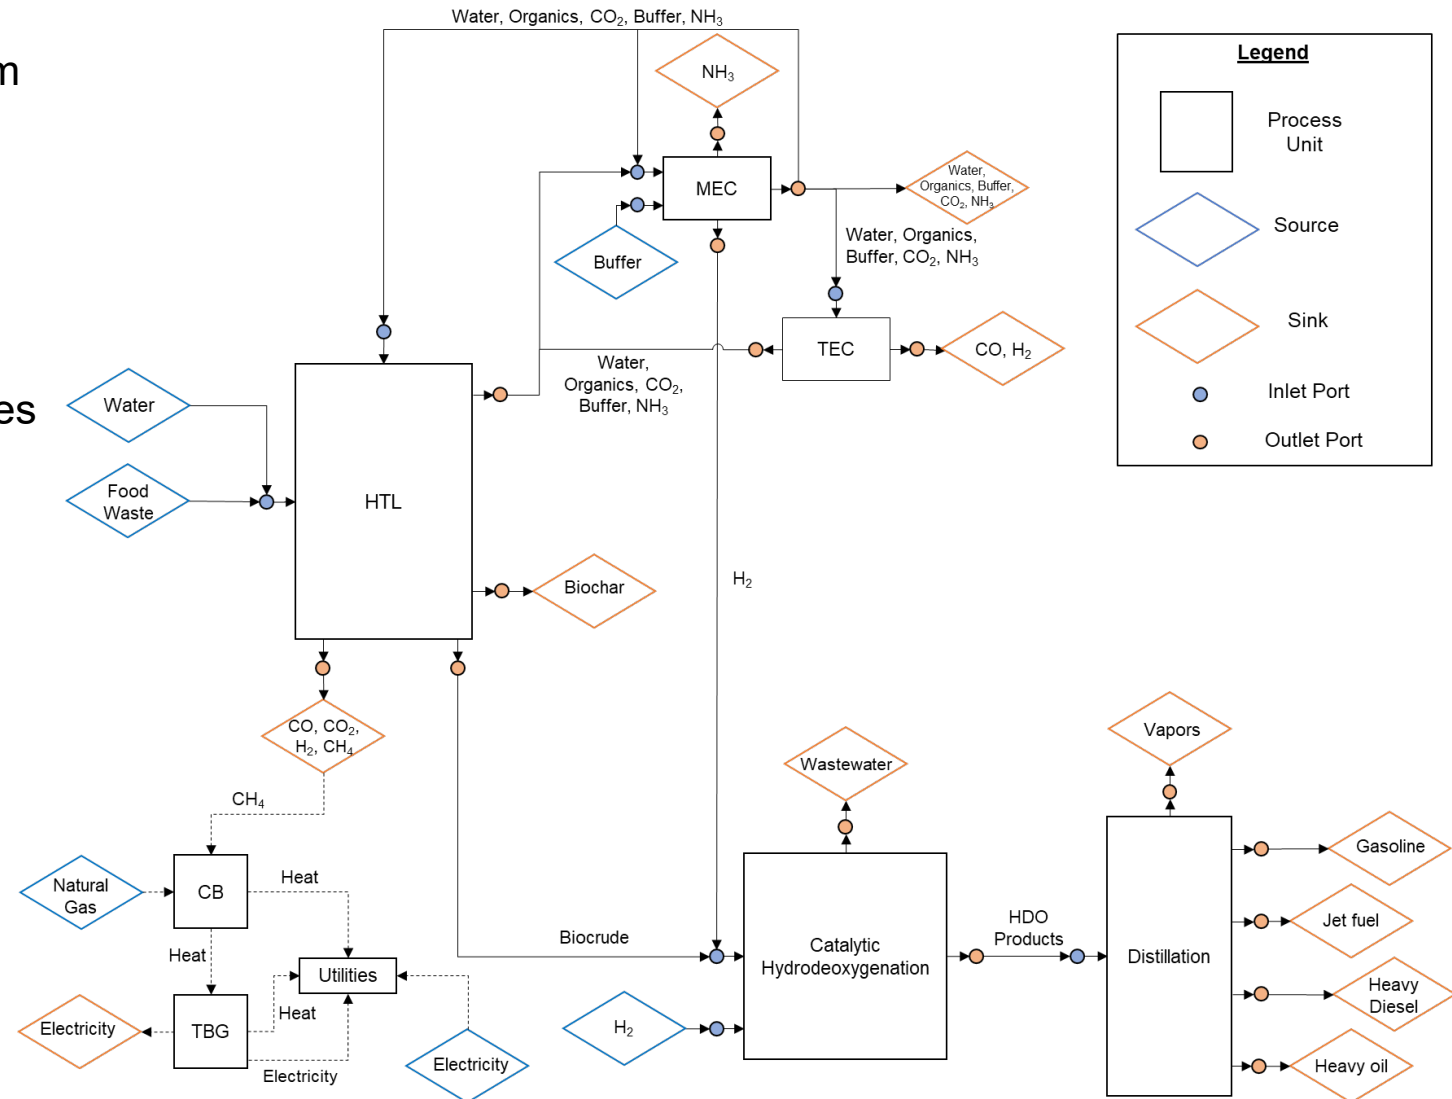 Water, Organics, CO₂, Buffer, NH₃
m
NH₃
Legend
Process
Unit
Source
Sink
Inlet Port
Outlet Port
MEC
Water,
Organics, Buffer,
CO₂, NH₃
Buffer
Water, Organics,
Buffer, CO₂, NH₃
TEC
CO, H₂
Water,
Organics, CO₂,
Buffer, NH₃
es
Water
Food
Waste
HTL
Biochar
H₂
CO, CO₂,
H₂, CH₄
CH₄
Natural
Gas
CB
Heat
Heat
Utilities
Electricity
TBG
Heat
Electricity
Electricity
Biocrude
H₂
Wastewater
Catalytic
Hydrodeoxygenation
HDO
Products
Vapors
Distillation
Gasoline
Jet fuel
Heavy
Diesel
Heavy oil